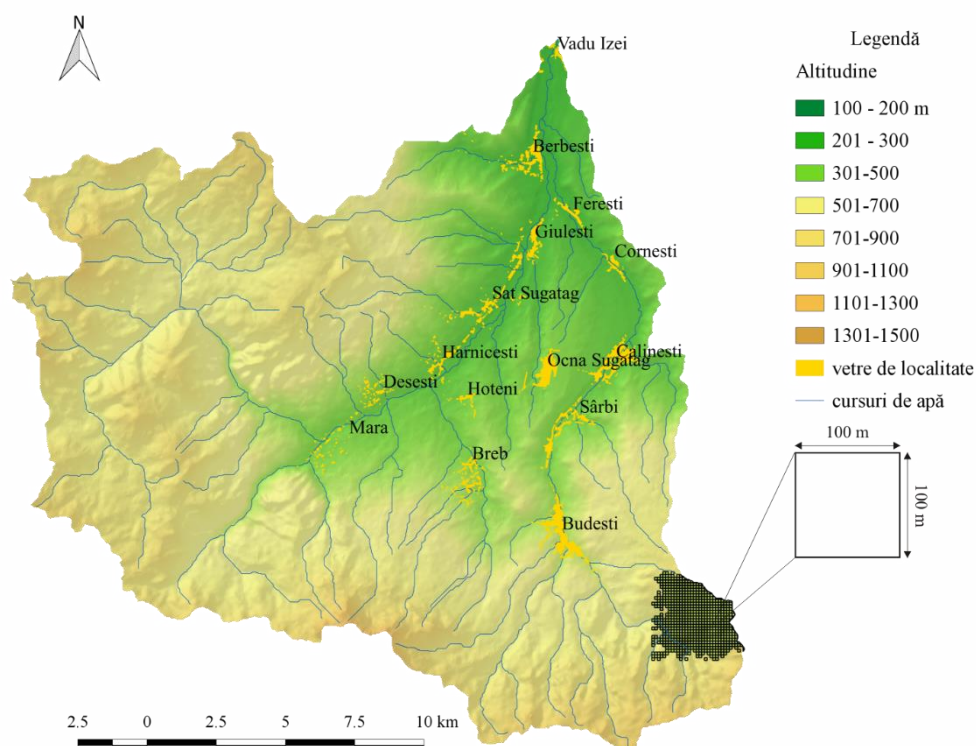 N
Vadu Izei
Berbesti
Feresti
Giulesti
Cornesti
Sat Sugatag
Harnicesti
Ocna Sugatag
Calinesti
Desesti
Hoteni
Sârbi
Mara
Breb
Budesti
Legendă
Altitudine
100 - 200 m
201 - 300
301-500
501-700
701-900
901-1100
1101-1300
1301-1500
vetre de localitate
cursuri de apă
100 m
100 m
2.5 0 2.5 5 7.5 10 km